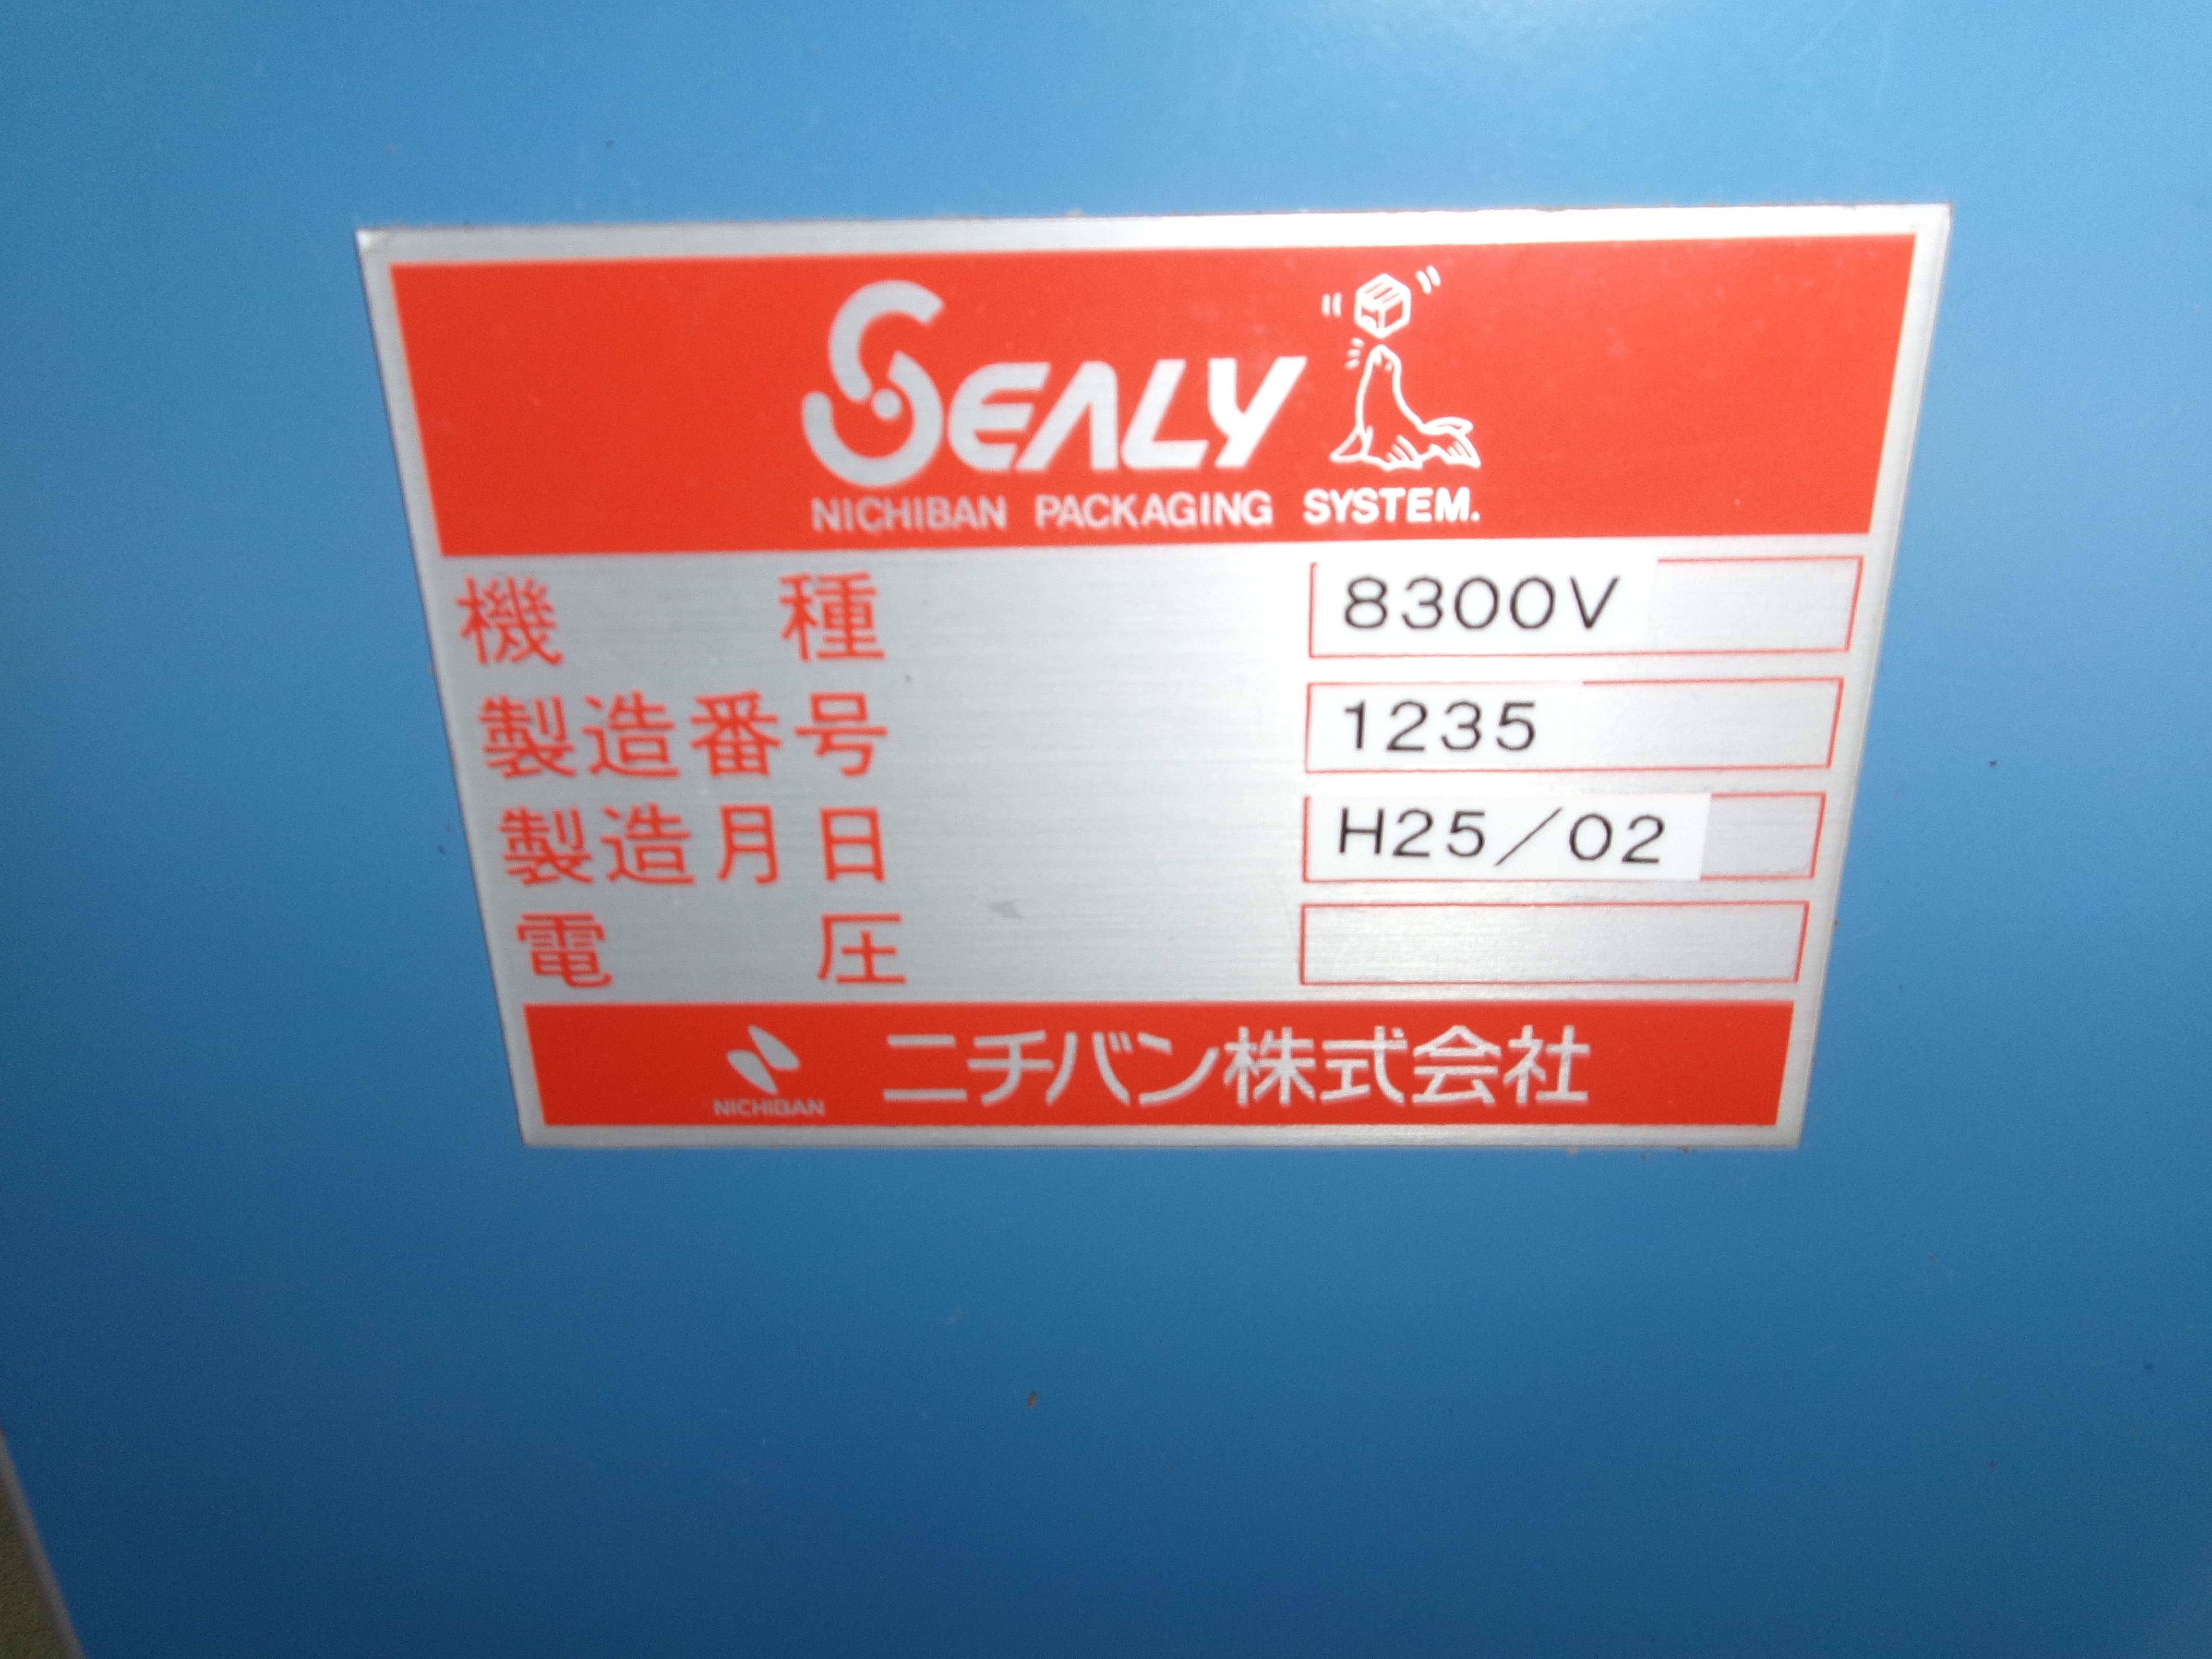 SEALY
NICHIBAN PACKAGING SYSTEM.
機種 8300V
製造番号 1235
製造月日 H25/02
電圧
NICHIBAN ニチバン株式会社